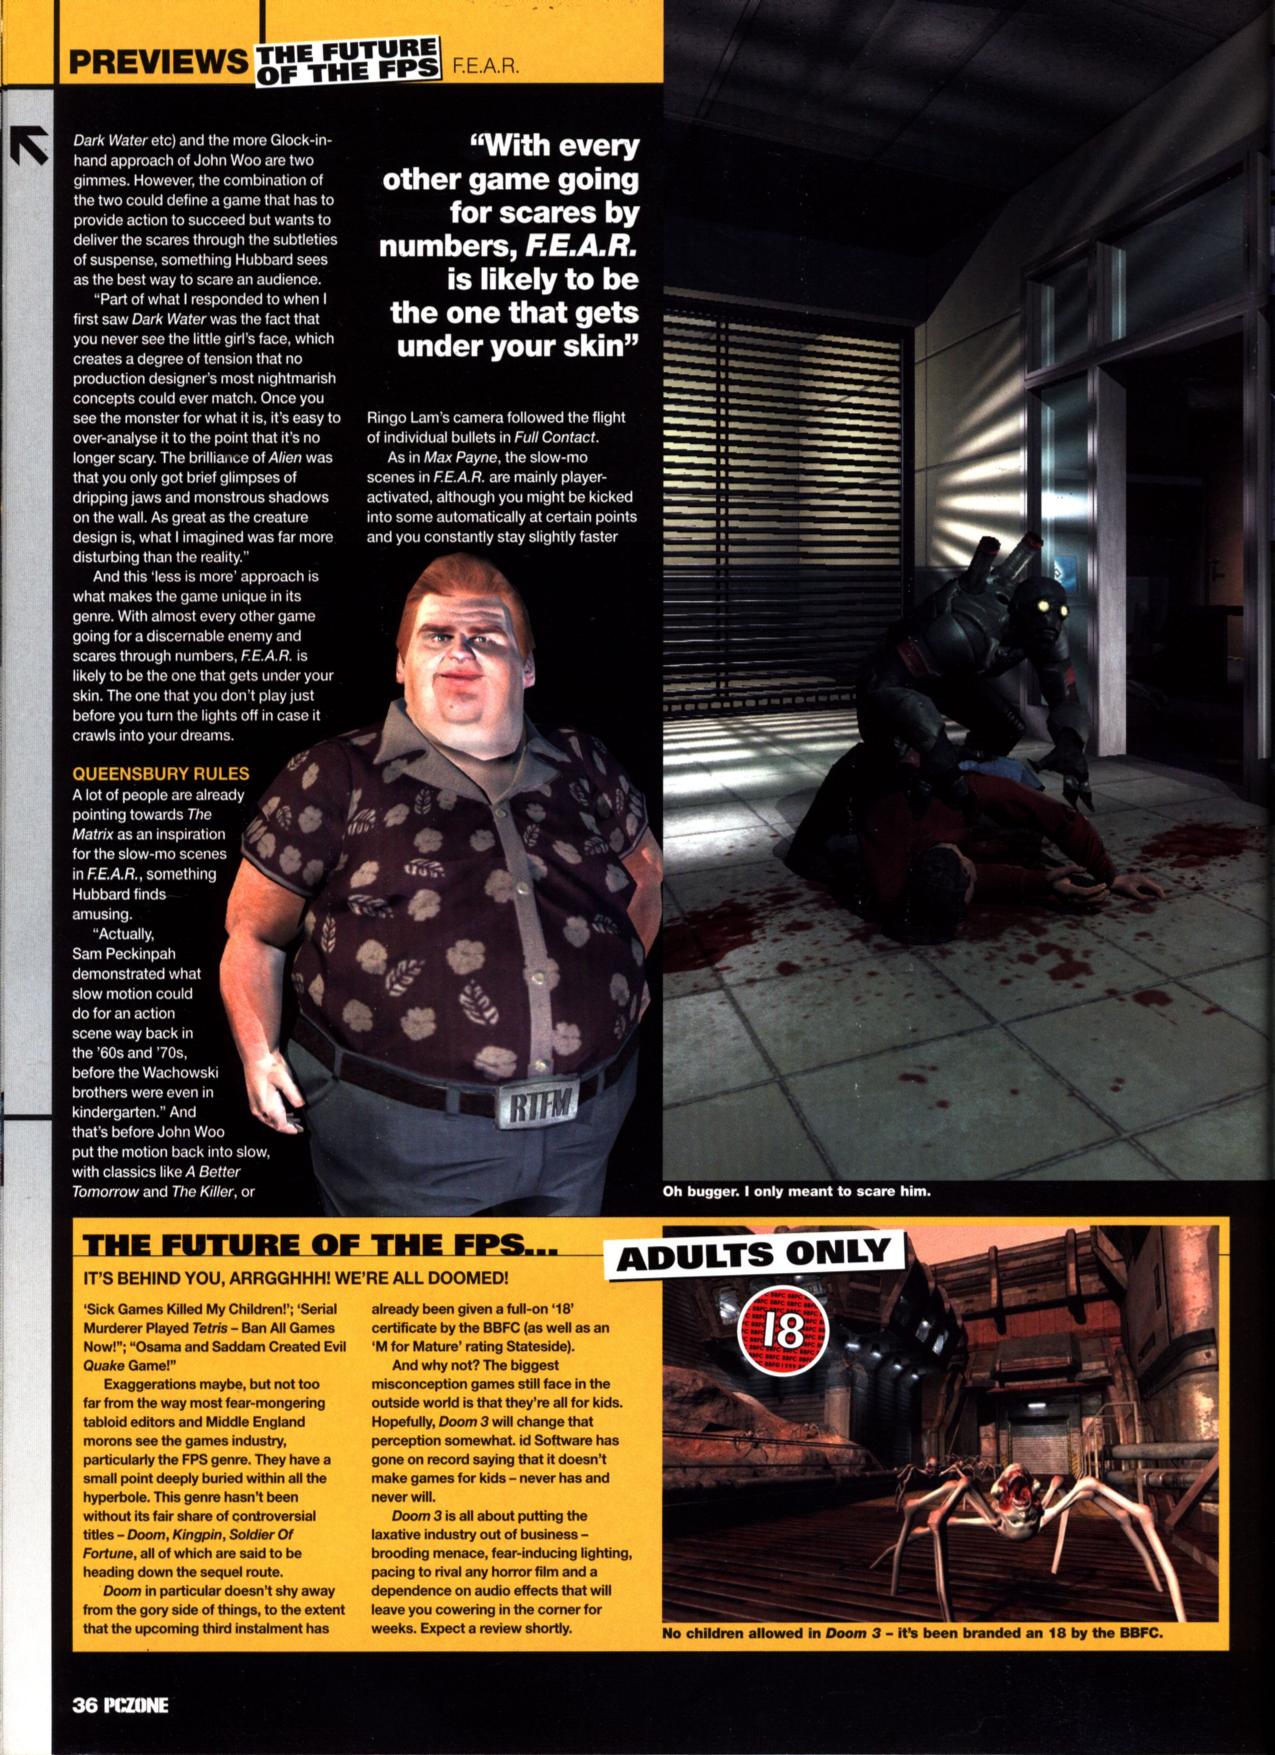 PREVIEWS
THE FUTURE
OF THE FPS
F.E.A.R.
Dark Water etc) and the more Glock-in-
hand approach of John Woo are two
gimmes. However, the combination of
the two could define a game that has to
provide action to succeed but wants to
deliver the scares through the subtleties
of suspense, something Hubbard sees
as the best way to scare an audience.
“Part of what I responded to when I
first saw Dark Water was the fact that
you never see the little girl’s face, which
creates a degree of tension that no
production designer’s most nightmarish
concepts could ever match. Once you
see the monster for what it is, it’s easy to
over-analyse it to the point that it’s no
longer scary. The brilliance of Alien was
that you only got brief glimpses of
dripping jaws and monstrous shadows
on the wall. As great as the creature
design is, what I imagined was far more
disturbing than the reality.”
And this ‘less is more’ approach is
what makes the game unique in its
genre. With almost every other game
going for a discernable enemy and
scares through numbers, F.E.A.R. is
likely to be the one that gets under your
skin. The one that you don’t play just
before you turn the lights off in case it
crawls into your dreams.
QUEENSBURY RULES
A lot of people are already
pointing towards The
Matrix as an inspiration
for the slow-mo scenes
in F.E.A.R., something
Hubbard finds
amusing.
“Actually,
Sam Peckinpah
demonstrated what
slow motion could
do for an action
scene way back in
the ’60s and ’70s,
before the Wachowski
brothers were even in
kindergarten.” And
that’s before John Woo
put the motion back into slow,
with classics like A Better
Tomorrow and The Killer, or
“With every
other game going
for scares by
numbers, F.E.A.R.
is likely to be
the one that gets
under your skin”
Ringo Lam’s camera followed the flight
of individual bullets in Full Contact.
As in Max Payne, the slow-mo
scenes in F.E.A.R. are mainly player-
activated, although you might be kicked
into some automatically at certain points
and you constantly stay slightly faster
RTFM
Oh bugger. I only meant to scare him.
THE FUTURE OF THE FPS...
ADULTS ONLY
IT’S BEHIND YOU, ARRGGHHH! WE’RE ALL DOOMED!
‘Sick Games Killed My Children!’; ‘Serial
Murderer Played Tetris – Ban All Games
Now!”; “Osama and Saddam Created Evil
Quake Game!”
Exaggerations maybe, but not too
far from the way most fear-mongering
tabloid editors and Middle England
morons see the games industry,
particularly the FPS genre. They have a
small point deeply buried within all the
hyperbole. This genre hasn’t been
without its fair share of controversial
titles – Doom, Kingpin, Soldier Of
Fortune, all of which are said to be
heading down the sequel route.
Doom in particular doesn’t shy away
from the gory side of things, to the extent
that the upcoming third instalment has
already been given a full-on ‘18’
certificate by the BBFC (as well as an
‘M for Mature’ rating Stateside).
And why not? The biggest
misconception games still face in the
outside world is that they’re all for kids.
Hopefully, Doom 3 will change that
perception somewhat. id Software has
gone on record saying that it doesn’t
make games for kids – never has and
never will.
Doom 3 is all about putting the
laxative industry out of business –
brooding menace, fear-inducing lighting,
pacing to rival any horror film and a
dependence on audio effects that will
leave you cowering in the corner for
weeks. Expect a review shortly.
18
No children allowed in Doom 3 – it’s been branded an 18 by the BBFC.
36 PCZONE